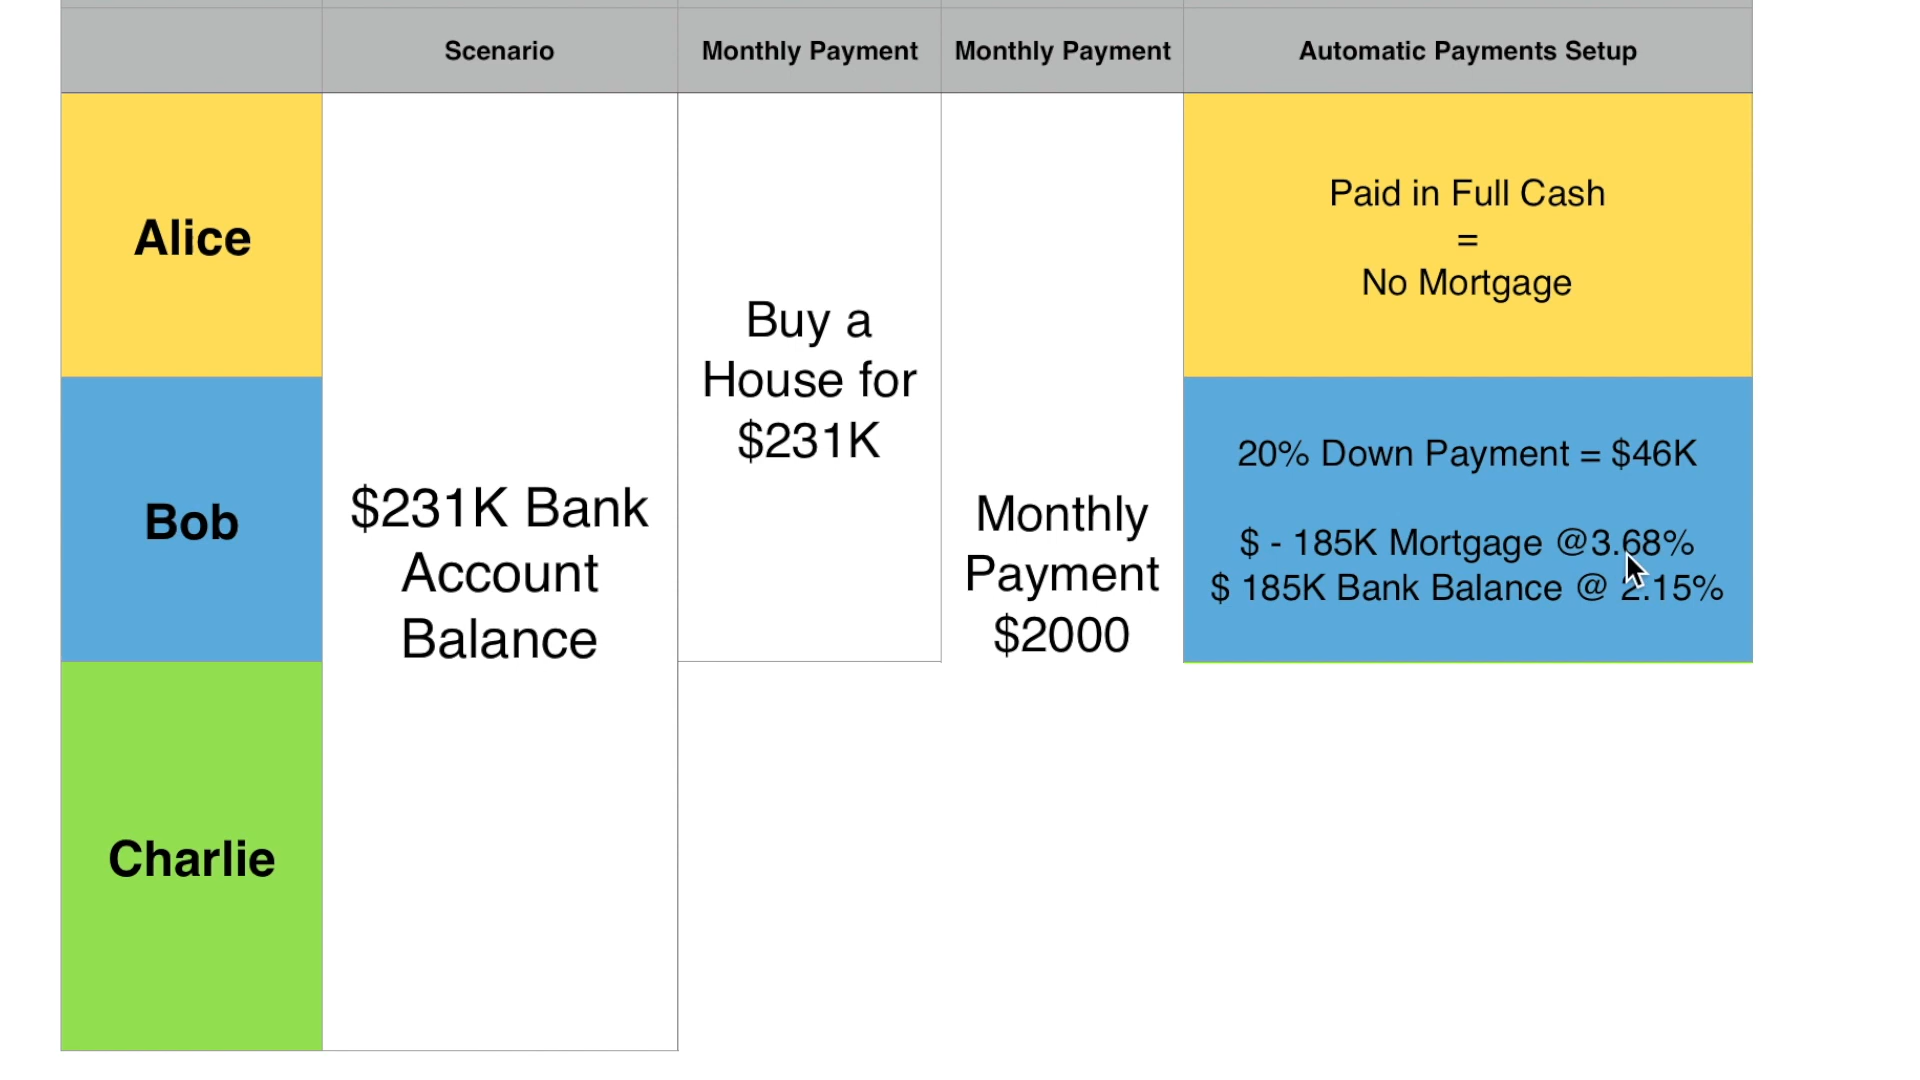 Scenario
Monthly Payment
Monthly Payment
Automatic Payments Setup
Alice
Bob
Charlie
$231K Bank
Account
Balance
Buy a
House for
$231K
Monthly
Payment
$2000
Paid in Full Cash
=
No Mortgage
20% Down Payment = $46K
$ - 185K Mortgage @3.68%
$ 185K Bank Balance @ 2.15%